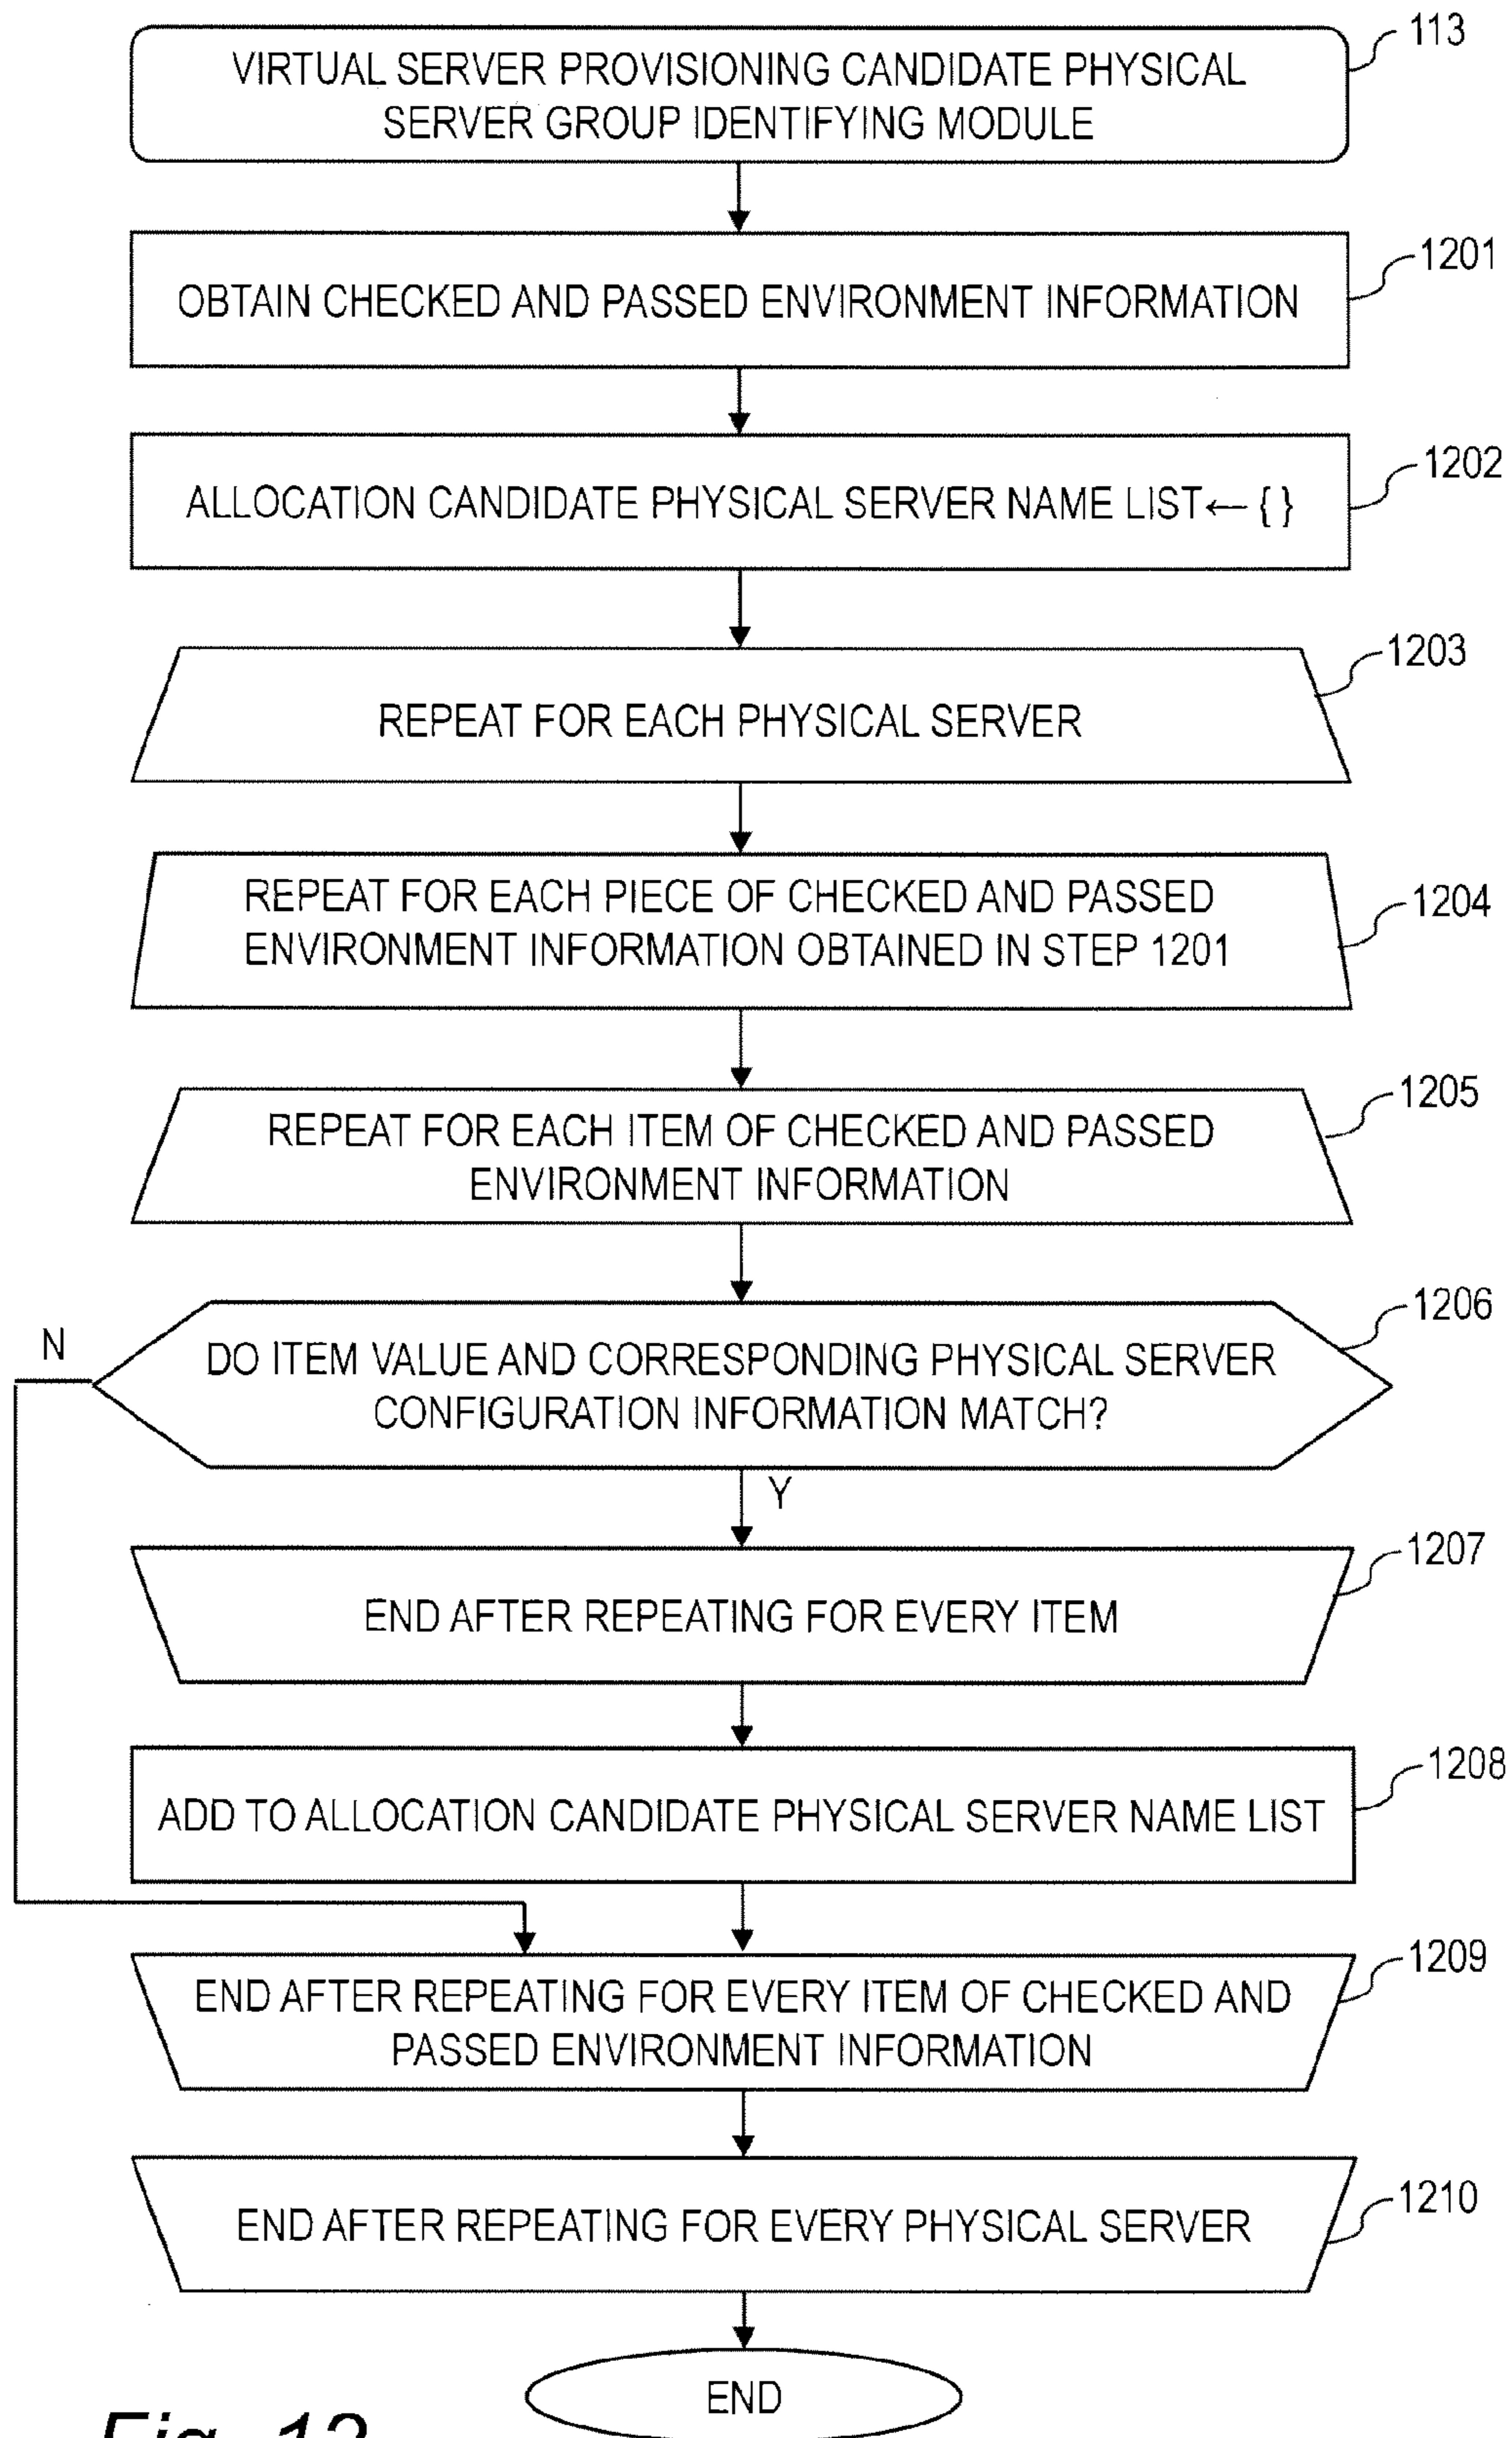 113
VIRTUAL SERVER PROVISIONING CANDIDATE PHYSICAL
SERVER GROUP IDENTIFYING MODULE
1201
OBTAIN CHECKED AND PASSED ENVIRONMENT INFORMATION
1202
ALLOCATION CANDIDATE PHYSICAL SERVER NAME LIST ← { }
1203
REPEAT FOR EACH PHYSICAL SERVER
1204
REPEAT FOR EACH PIECE OF CHECKED AND PASSED
ENVIRONMENT INFORMATION OBTAINED IN STEP 1201
1205
REPEAT FOR EACH ITEM OF CHECKED AND PASSED
ENVIRONMENT INFORMATION
1206
N
DO ITEM VALUE AND CORRESPONDING PHYSICAL SERVER
CONFIGURATION INFORMATION MATCH?
Y
1207
END AFTER REPEATING FOR EVERY ITEM
1208
ADD TO ALLOCATION CANDIDATE PHYSICAL SERVER NAME LIST
1209
END AFTER REPEATING FOR EVERY ITEM OF CHECKED AND
PASSED ENVIRONMENT INFORMATION
1210
END AFTER REPEATING FOR EVERY PHYSICAL SERVER
END
Fig. 12